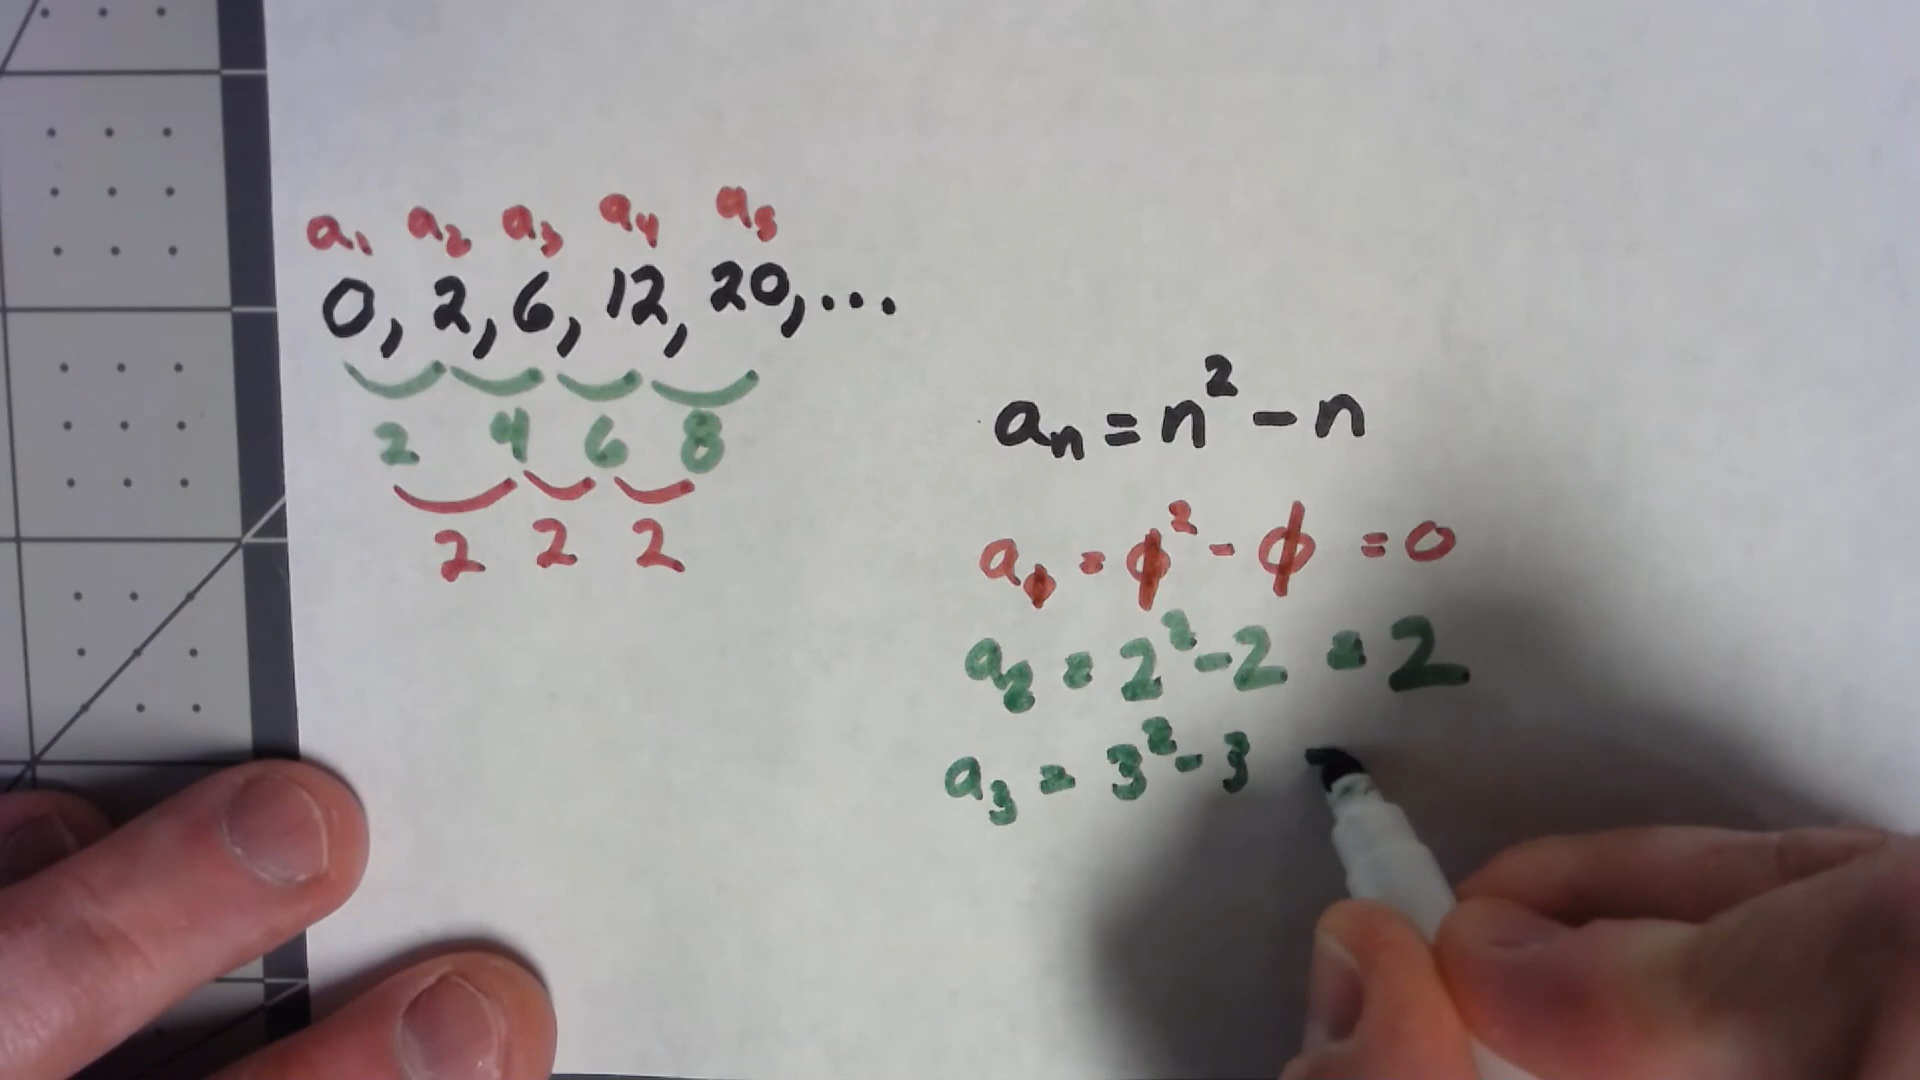 a₁ a₂ a₃ a₄ a₅
0, 2, 6, 12, 20, ...
2 4 6 8
2 2 2
aₙ = n² - n
a₁ = 1² - 1 = 0
a₂ = 2² - 2 = 2
a₃ = 3² - 3